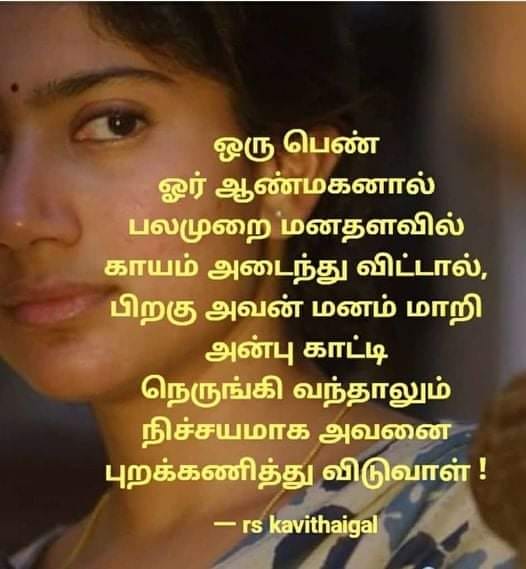 ஒரு பெண்
ஓர் ஆண்மகனால்
பலமுறை மனதளவில்
காயம் அடைந்து விட்டால்,
பிறகு அவன் மனம் மாறி
அன்பு காட்டி
நெருங்கி வந்தாலும்
நிச்சயமாக அவனை
புறக்கணித்து விடுவாள் !
— rs kavithaigal